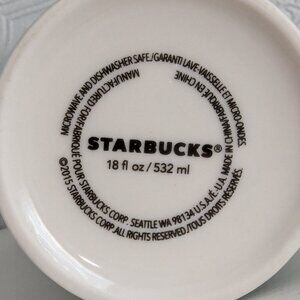 MICROWAVE AND DISHWASHER SAFE./GARANTI LAVE-VAISSELLE ET MICRO-ONDES.
MANUFACTURED FOR/FABRIQUÉ POUR STARBUCKS CORP. SEATTLE WA 98134 U.S.A/É.-U.A. MADE IN CHINA/FABRIQUÉ EN CHINE
STARBUCKS®
18 fl oz / 532 ml
©2015 STARBUCKS CORP. ALL RIGHTS RESERVED./TOUS DROITS RÉSERVÉS.